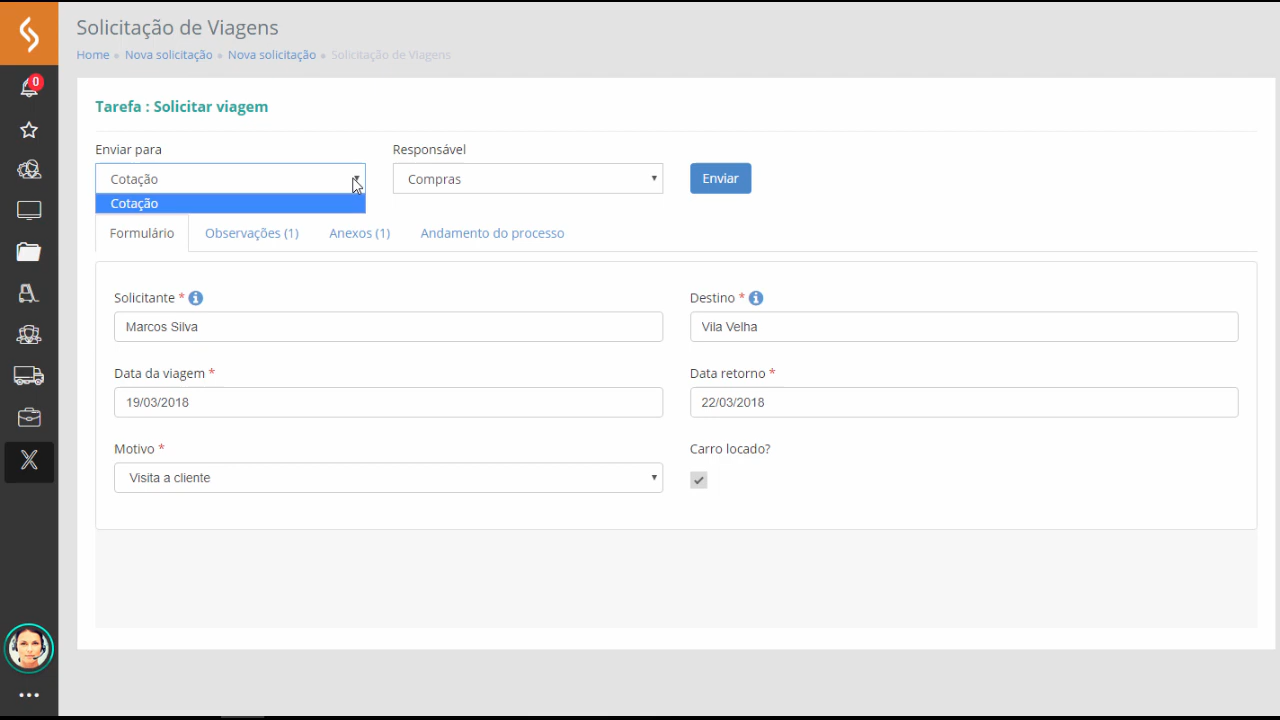 Solicitação de Viagens
Home • Nova solicitação • Nova solicitação • Solicitação de Viagens
0
Tarefa : Solicitar viagem
Enviar para Responsável
Cotação Compras Enviar
Cotação
Formulário Observações (1) Anexos (1) Andamento do processo
Solicitante * Destino *
Marcos Silva Vila Velha
Data da viagem * Data retorno *
19/03/2018 22/03/2018
Motivo * Carro locado?
Visita a cliente